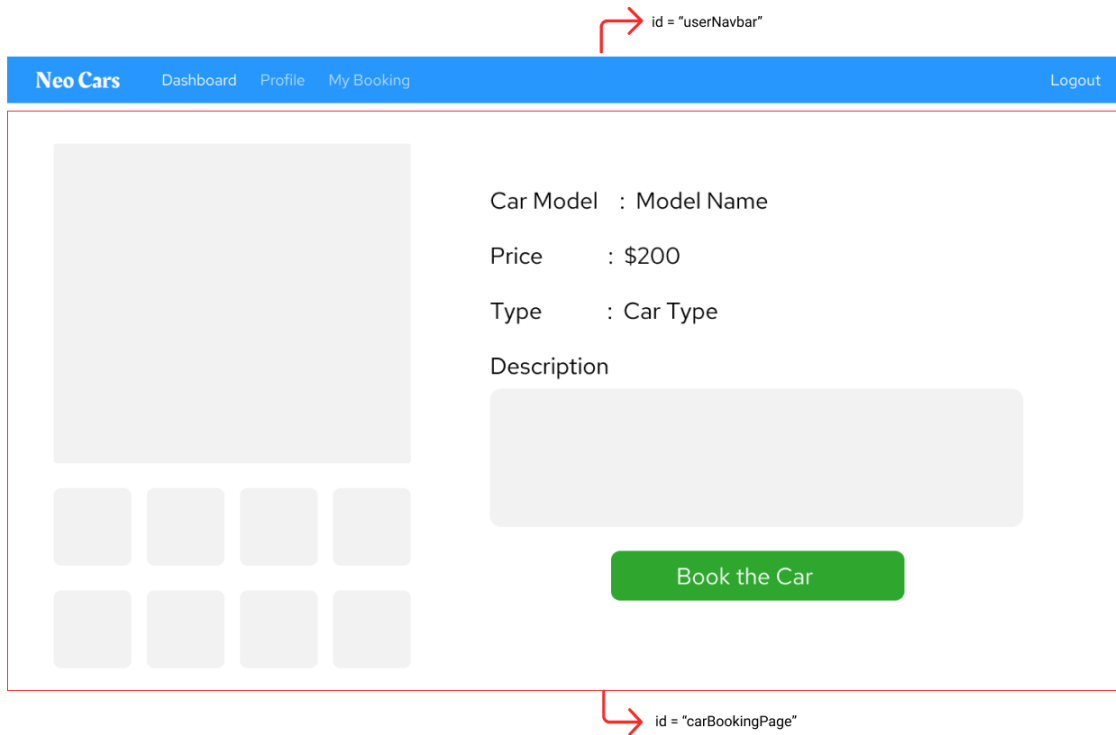 id = “userNavbar”
Neo Cars Dashboard Profile My Booking Logout
Car Model : Model Name
Price : $200
Type : Car Type
Description
Book the Car
id = “carBookingPage”